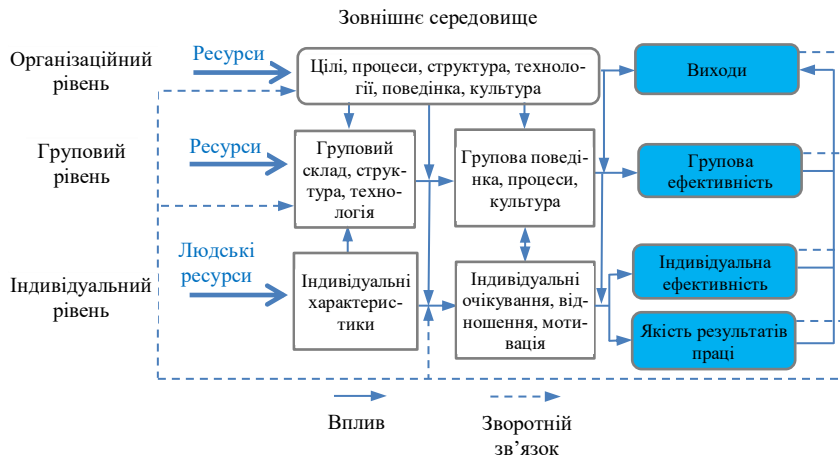 Зовнішнє середовище
Організаційний
рівень
Ресурси
Цілі, процеси, структура, техноло-
гії, поведінка, культура
Виходи
Груповий
рівень
Ресурси
Груповий
склад, струк-
тура, техно-
логія
Групова поведі-
нка, процеси,
культура
Групова
ефективність
Індивідуальний
рівень
Людські
ресурси
Індивідуальні
характерис-
тики
Індивідуальні
очікування, від-
ношення, моти-
вація
Індивідуальна
ефективність
Якість результатів
праці
Вплив
Зворотній
зв’язок